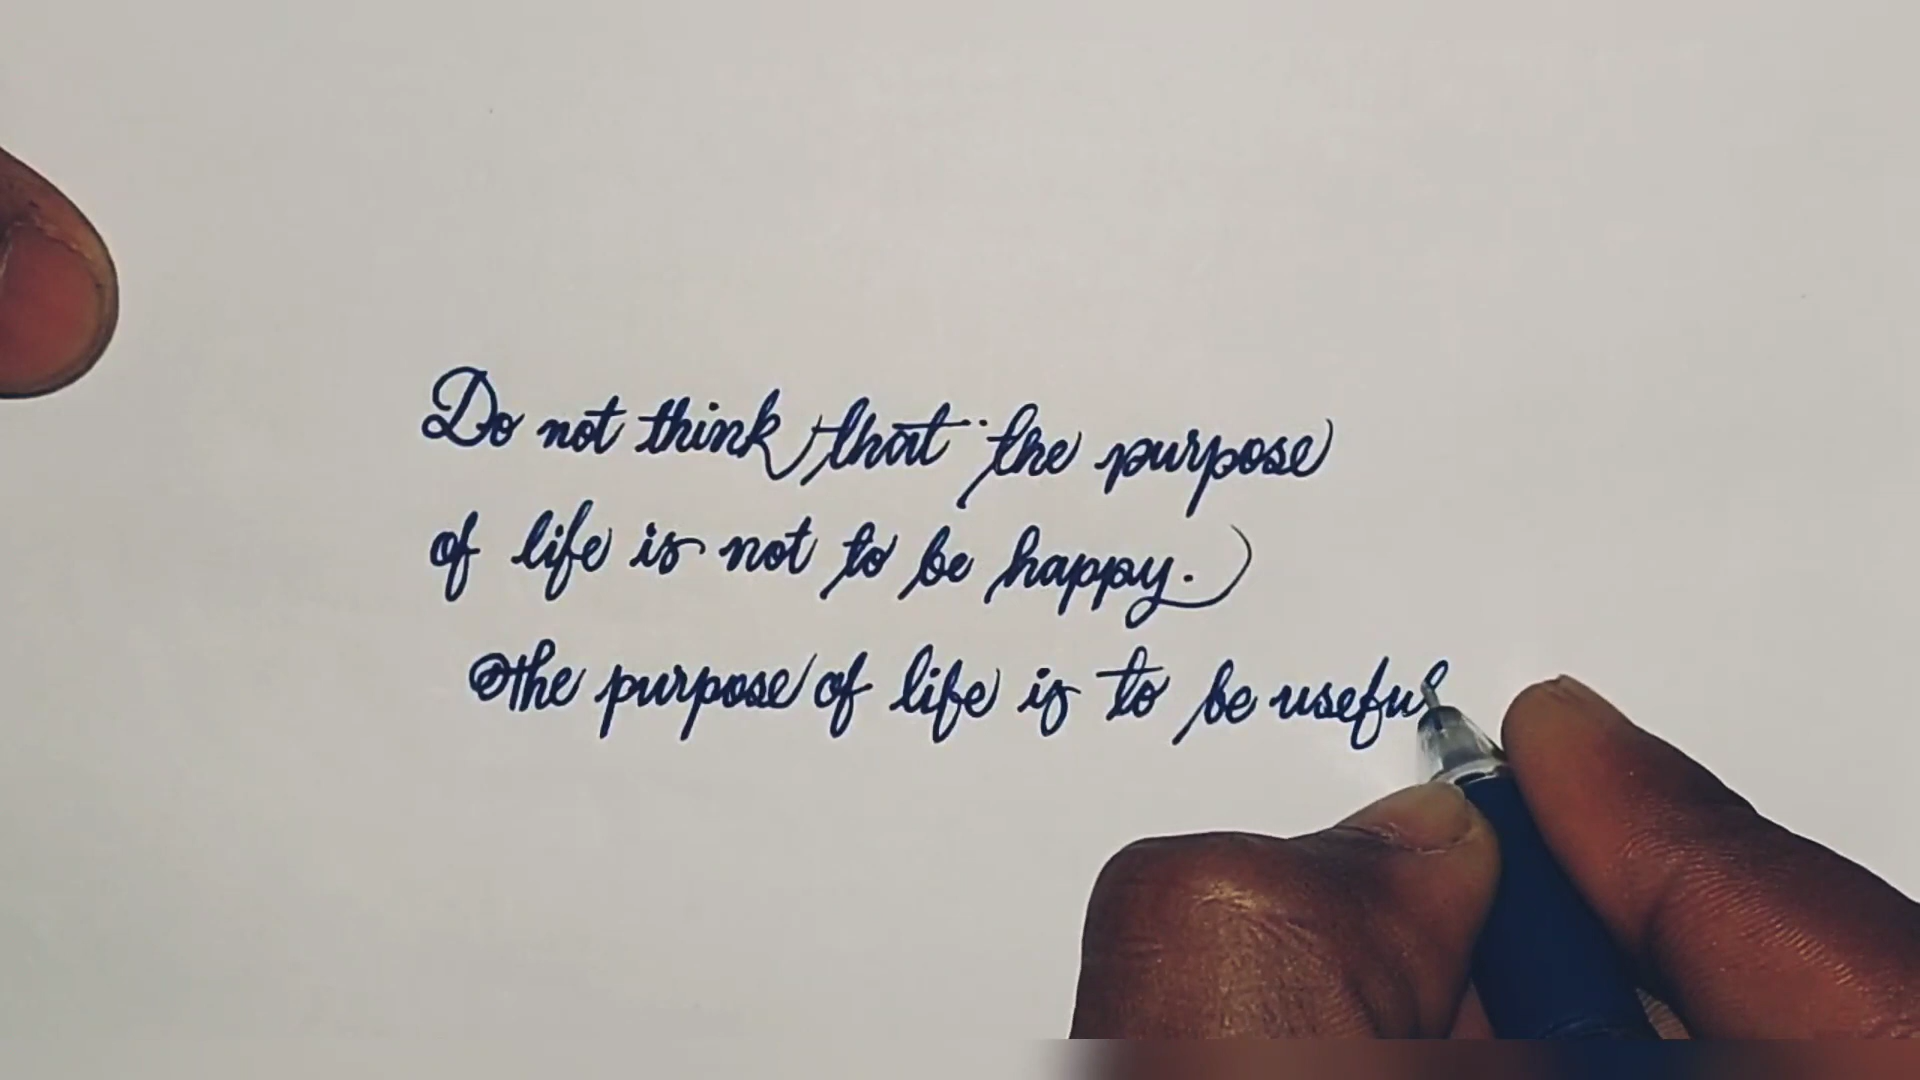 Do not think that the purpose
of life is not to be happy.
The purpose of life is to be useful